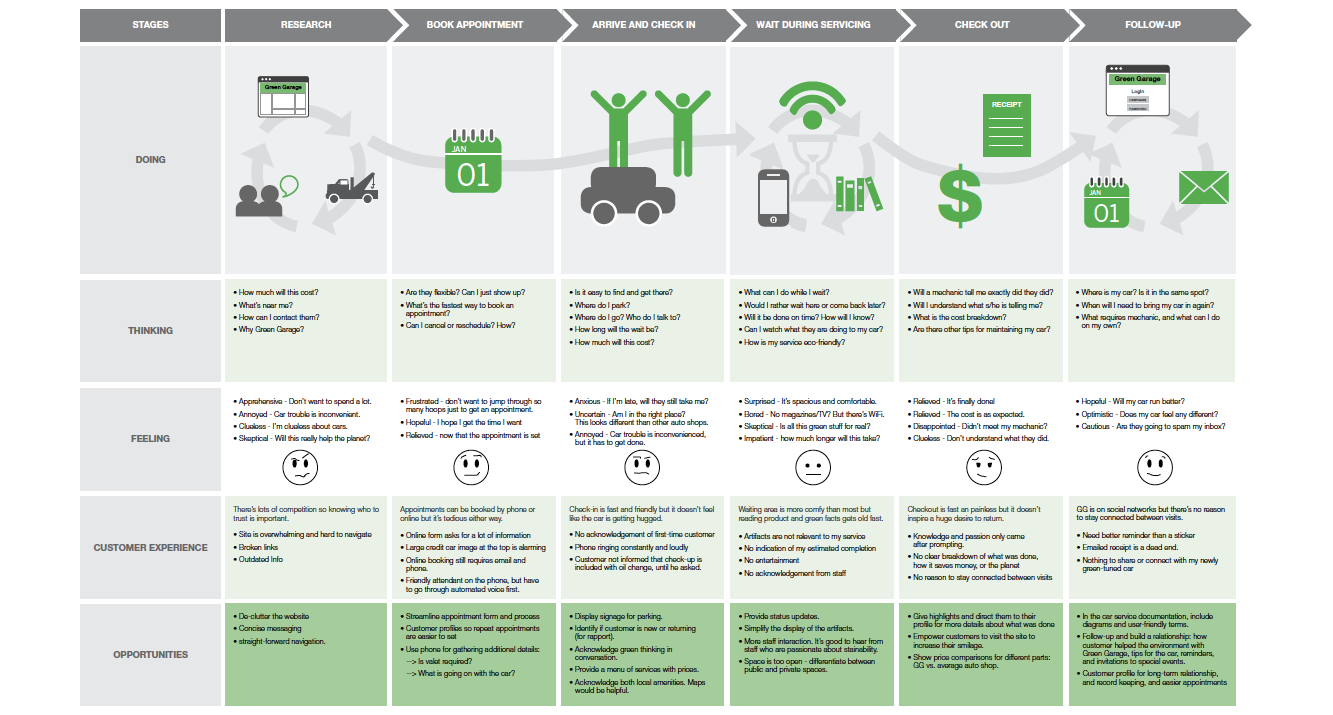 STAGES
RESEARCH
BOOK APPOINTMENT
ARRIVE AND CHECK IN
WAIT DURING SERVICING
CHECK OUT
FOLLOW-UP
DOING
Green Garage
JAN
01
RECEIPT
$
Green Garage
Login
USERNAME
PASSWORD
JAN
01
THINKING
• How much will this cost?
• What's near me?
• How can I contact them?
• Why Green Garage?
• Are they flexible? Can I just show up?
• What's the fastest way to book an
appointment?
• Can I cancel or reschedule? How?
• Is it easy to find and get there?
• Where do I park?
• Where do I go? Who do I talk to?
• How long will the wait be?
• How much will this cost?
• What can I do while I wait?
• Would I rather wait here or come back later?
• Will it be done on time? How will I know?
• Can I watch what they are doing to my car?
• How is my service eco-friendly?
• Will a mechanic tell me exactly did they did?
• Will I understand what s/he is telling me?
• What is the cost breakdown?
• Are there other tips for maintaining my car?
• Where is my car? Is it in the same spot?
• When will I need to bring my car in again?
• What requires mechanic, and what can I do
on my own?
FEELING
• Apprehensive - Don't want to spend a lot.
• Annoyed - Car trouble is inconvenient.
• Clueless - I'm clueless about cars.
• Skeptical - Will this really help the planet?
• Frustrated - don't want to jump through so
many hoops just to get an appointment.
• Hopeful - I hope I get the time I want
• Relieved - now that the appointment is set
• Anxious - If I'm late, will they still take me?
• Uncertain - Am I in the right place?
This looks different than other auto shops.
• Annoyed - Car trouble is inconvenienced,
but it has to get done.
• Surprised - It's spacious and comfortable.
• Bored - No magazines/TV? But there's WiFi.
• Skeptical - Is all this green stuff for real?
• Impatient - how much longer will this take?
• Relieved - It's finally done!
• Relieved - The cost is as expected.
• Disappointed - Didn't meet my mechanic?
• Clueless - Don't understand what they did.
• Hopeful - Will my car run better?
• Optimistic - Does my car feel any different?
• Cautious - Are they going to spam my inbox?
CUSTOMER EXPERIENCE
There's lots of competition so knowing who to
trust is important.
• Site is overwhelming and hard to navigate
• Broken links
• Outdated Info
Appointments can be booked by phone or
online but it's tedious either way.
• Online form asks for a lot of information
• Large credit car image at the top is alarming
• Online booking still requires email and
phone.
• Friendly attendant on the phone, but have
to go through automated voice first.
Check-in is fast and friendly but it doesn't feel
like the car is getting hugged.
• No acknowledgement of first-time customer
• Phone ringing constantly and loudly
• Customer not informed that check-up is
included with oil change, until he asked.
Waiting area is more comfy than most but
reading product and green facts gets old fast.
• Artifacts are not relevant to my service
• No indication of my estimated completion
• No entertainment
• No acknowledgement from staff
Checkout is fast an painless but it doesn't
inspire a huge desire to return.
• Knowledge and passion only came
after prompting.
• No clear breakdown of what was done,
how it saves money, or the planet
• No reason to stay connected between visits
GG is on social networks but there's no reason
to stay connected between visits.
• Need better reminder than a sticker
• Emailed receipt is a dead end.
• Nothing to share or connect with my newly
green-tuned car
OPPORTUNITIES
• De-clutter the website
• Concise messaging
• straight-forward navigation.
• Streamline appointment form and process
• Customer profiles so repeat appointments
are easier to set
• Use phone for gathering additional details:
--> Is valet required?
--> What is going on with the car?
• Display signage for parking.
• Identify if customer is new or returning
(for rapport).
• Acknowledge green thinking in
conversation.
• Provide a menu of services with prices.
• Acknowledge both local amenities. Maps
would be helpful.
• Provide status updates.
• Simplify the display of the artifacts.
• More staff interaction. It's good to hear from
staff who are passionate about stainability.
• Space is too open - differentiate between
public and private spaces.
• Give highlights and direct them to their
profile for more details about what was done
• Empower customers to visit the site to
increase their smilage.
• Show price comparisons for different parts:
GG vs. average auto shop.
• In the car service documentation, include
diagrams and user-friendly terms.
• Follow-up and build a relationship: how
customer helped the environment with
Green Garage, tips for the car, reminders,
and invitations to special events.
• Customer profile for long-term relationship,
and record keeping, and easier appointments